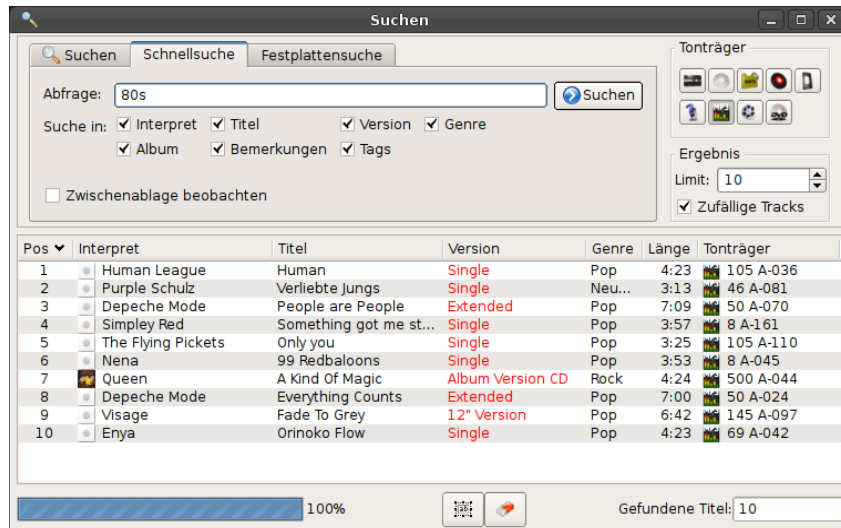 Suchen
Suchen Schnellsuche Festplattensuche
Abfrage: 80s Suchen
Suche in: Interpret Titel Version Genre
Album Bemerkungen Tags
Zwischenablage beobachten
Tonträger
Ergebnis
Limit: 10
Zufällige Tracks
Pos Interpret Titel Version Genre Länge Tonträger
1 Human League Human Single Pop 4:23 105 A-036
2 Purple Schulz Verliebte Jungs Single Neu... 3:13 46 A-081
3 Depeche Mode People are People Extended Pop 7:09 50 A-070
4 Simpley Red Something got me st... Single Pop 3:57 8 A-161
5 The Flying Pickets Only you Single Pop 3:25 105 A-110
6 Nena 99 Redbaloons Single Pop 3:53 8 A-045
7 Queen A Kind Of Magic Album Version CD Rock 4:24 500 A-044
8 Depeche Mode Everything Counts Extended Pop 7:00 50 A-024
9 Visage Fade To Grey 12" Version Pop 6:42 145 A-097
10 Enya Orinoko Flow Single Pop 4:23 69 A-042
100% Gefundene Titel: 10